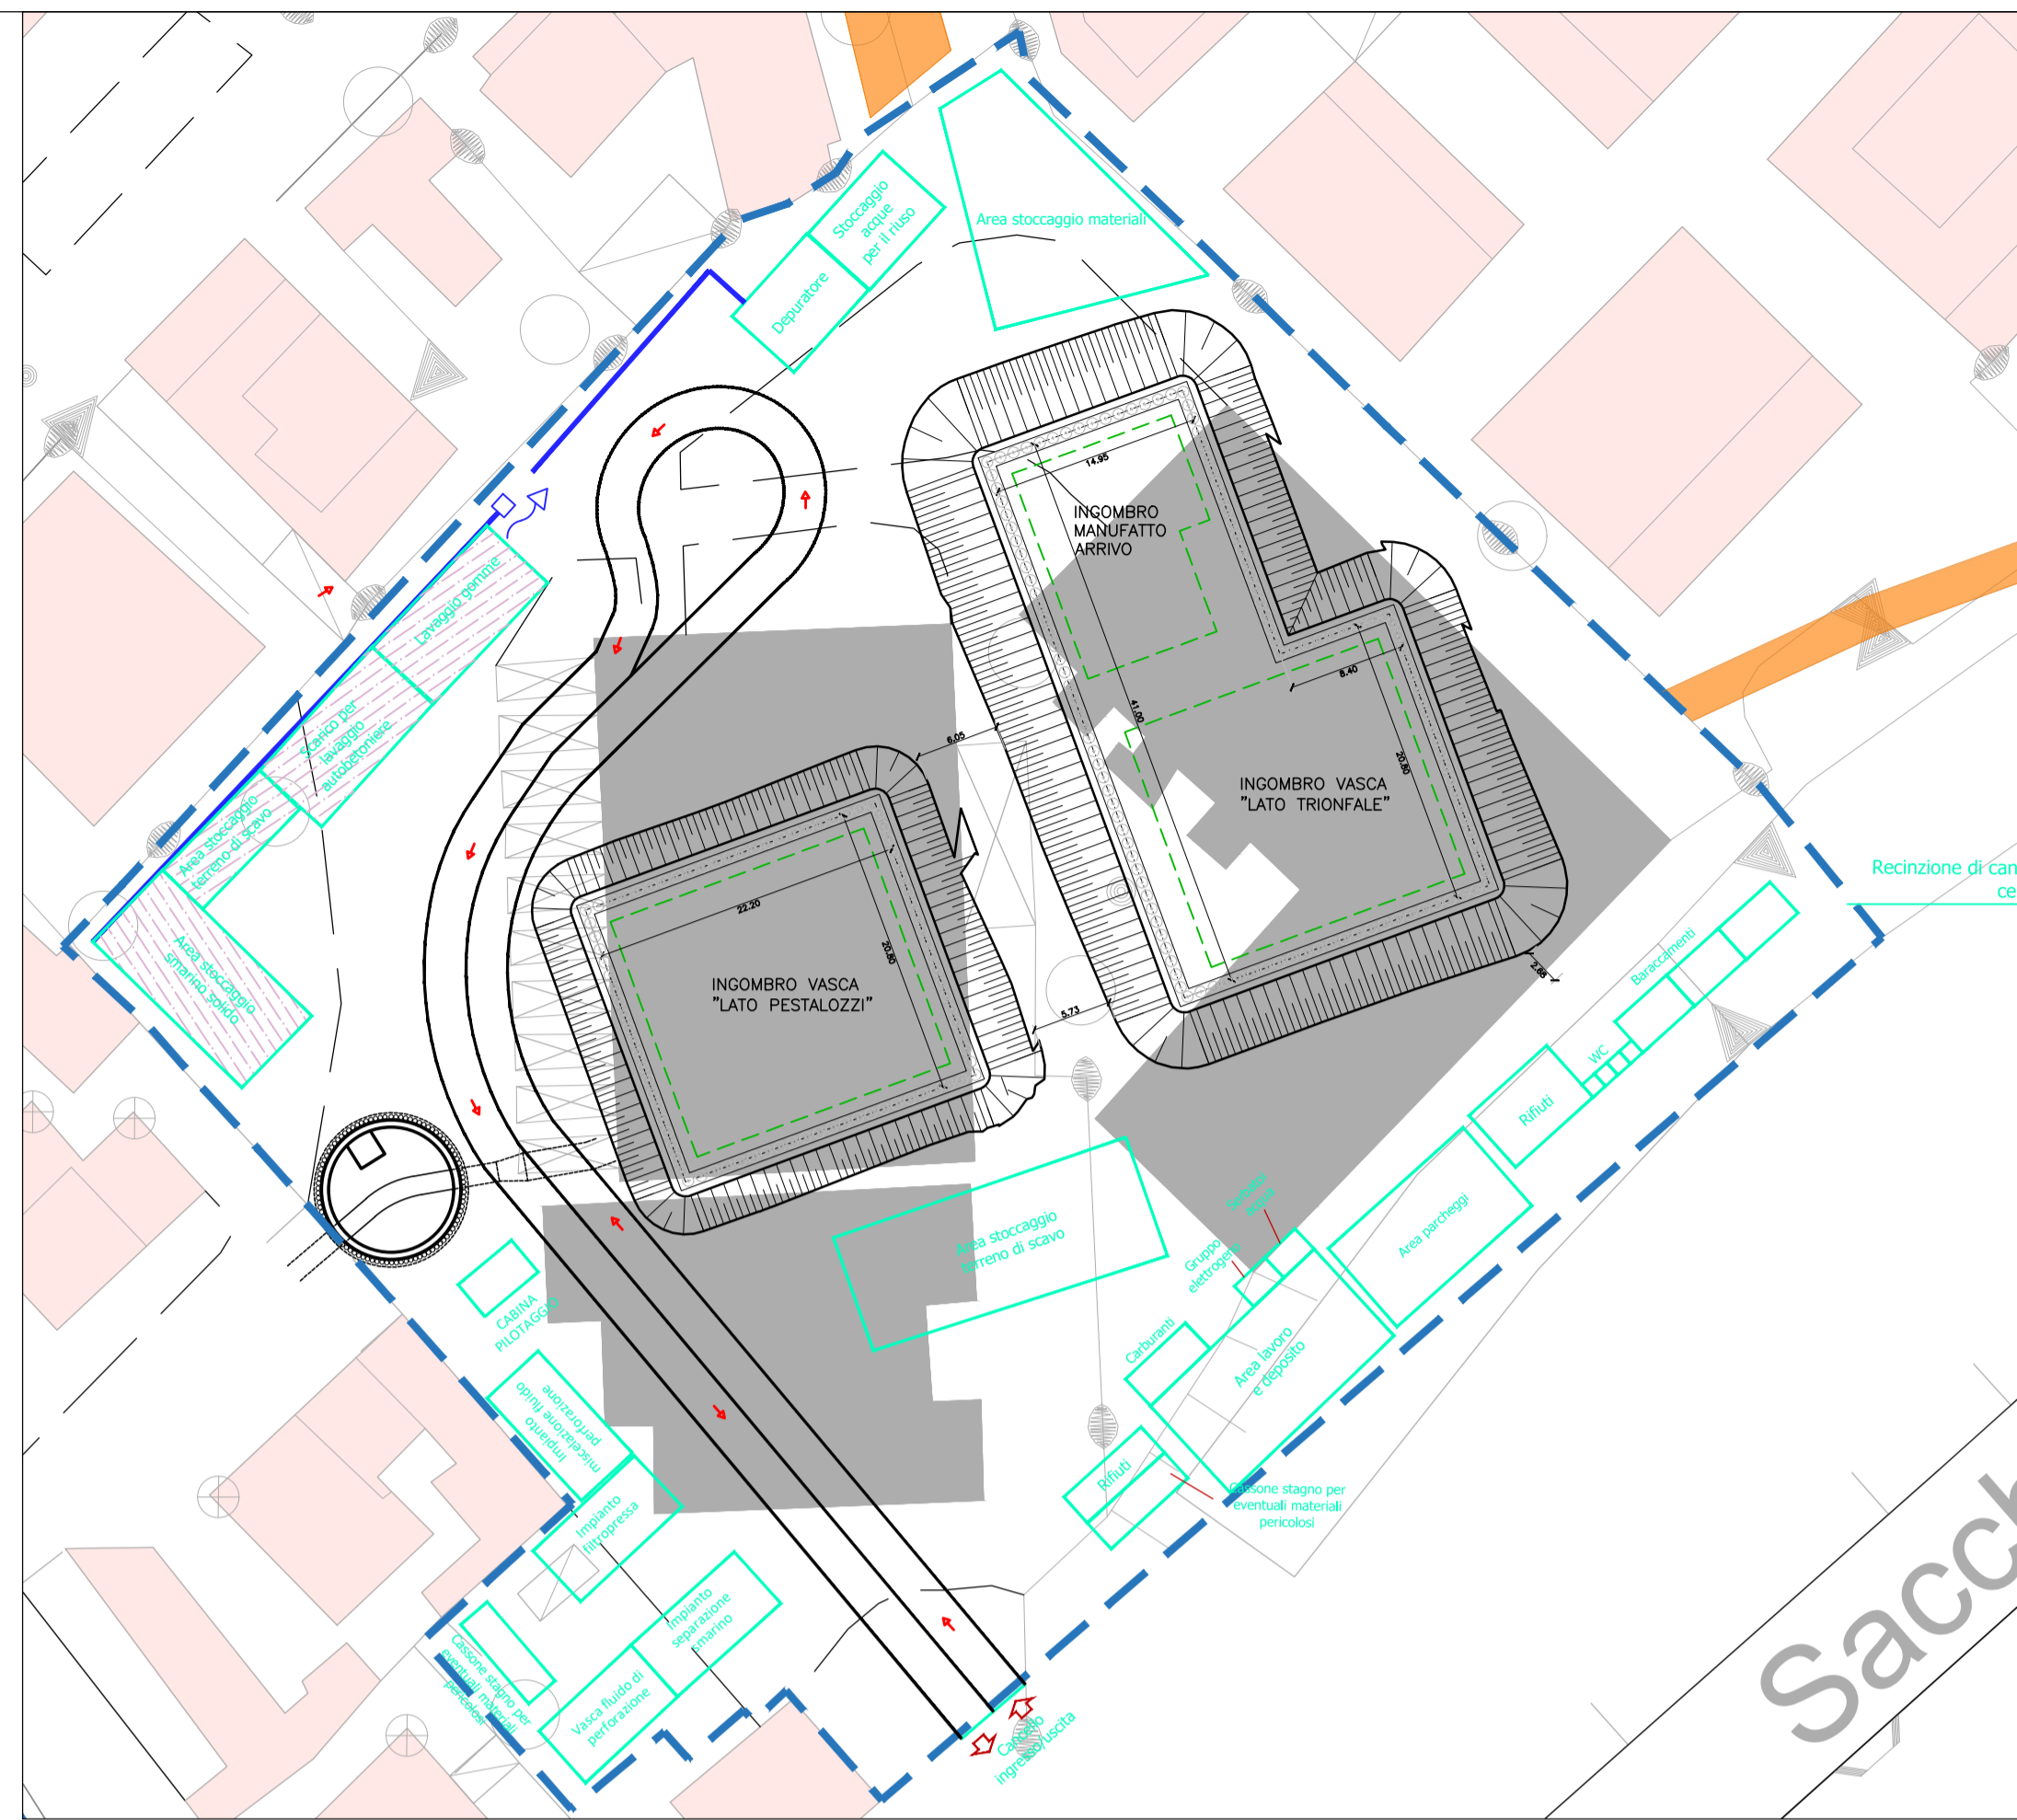 Stoccaggio
acque
per il riuso
Area stoccaggio materiali
Depuratore
14.95
INGOMBRO
MANUFATTO
ARRIVO
Lavaggio gomme
Scarico per
lavaggio
autobetoniere
41.00
8.40
6.05
20.80
INGOMBRO VASCA
"LATO TRIONFALE"
Area stoccaggio
terreno di scavo
Recinzione di can
ce
22.20
20.80
Area stoccaggio
smarino solido
INGOMBRO VASCA
"LATO PESTALOZZI"
2.68
5.73
Baraccamenti
WC
Rifiuti
Area parcheggi
Serbatoi
acqua
Gruppo
elettrogeno
Area stoccaggio
terreno di scavo
CABINA
PILOTAGGIO
Carburanti
Area lavoro
e deposito
Impianto
miscelazione fluido
perforazione
Rifiuti
Cassone stagno per
eventuali materiali
pericolosi
Impianto
filtropressa
Impianto
separazione
smarino
Cassone stagno per
eventuali materiali
pericolosi
Vasca fluido di
perforazione
Cancello
ingresso/uscita
Sacch